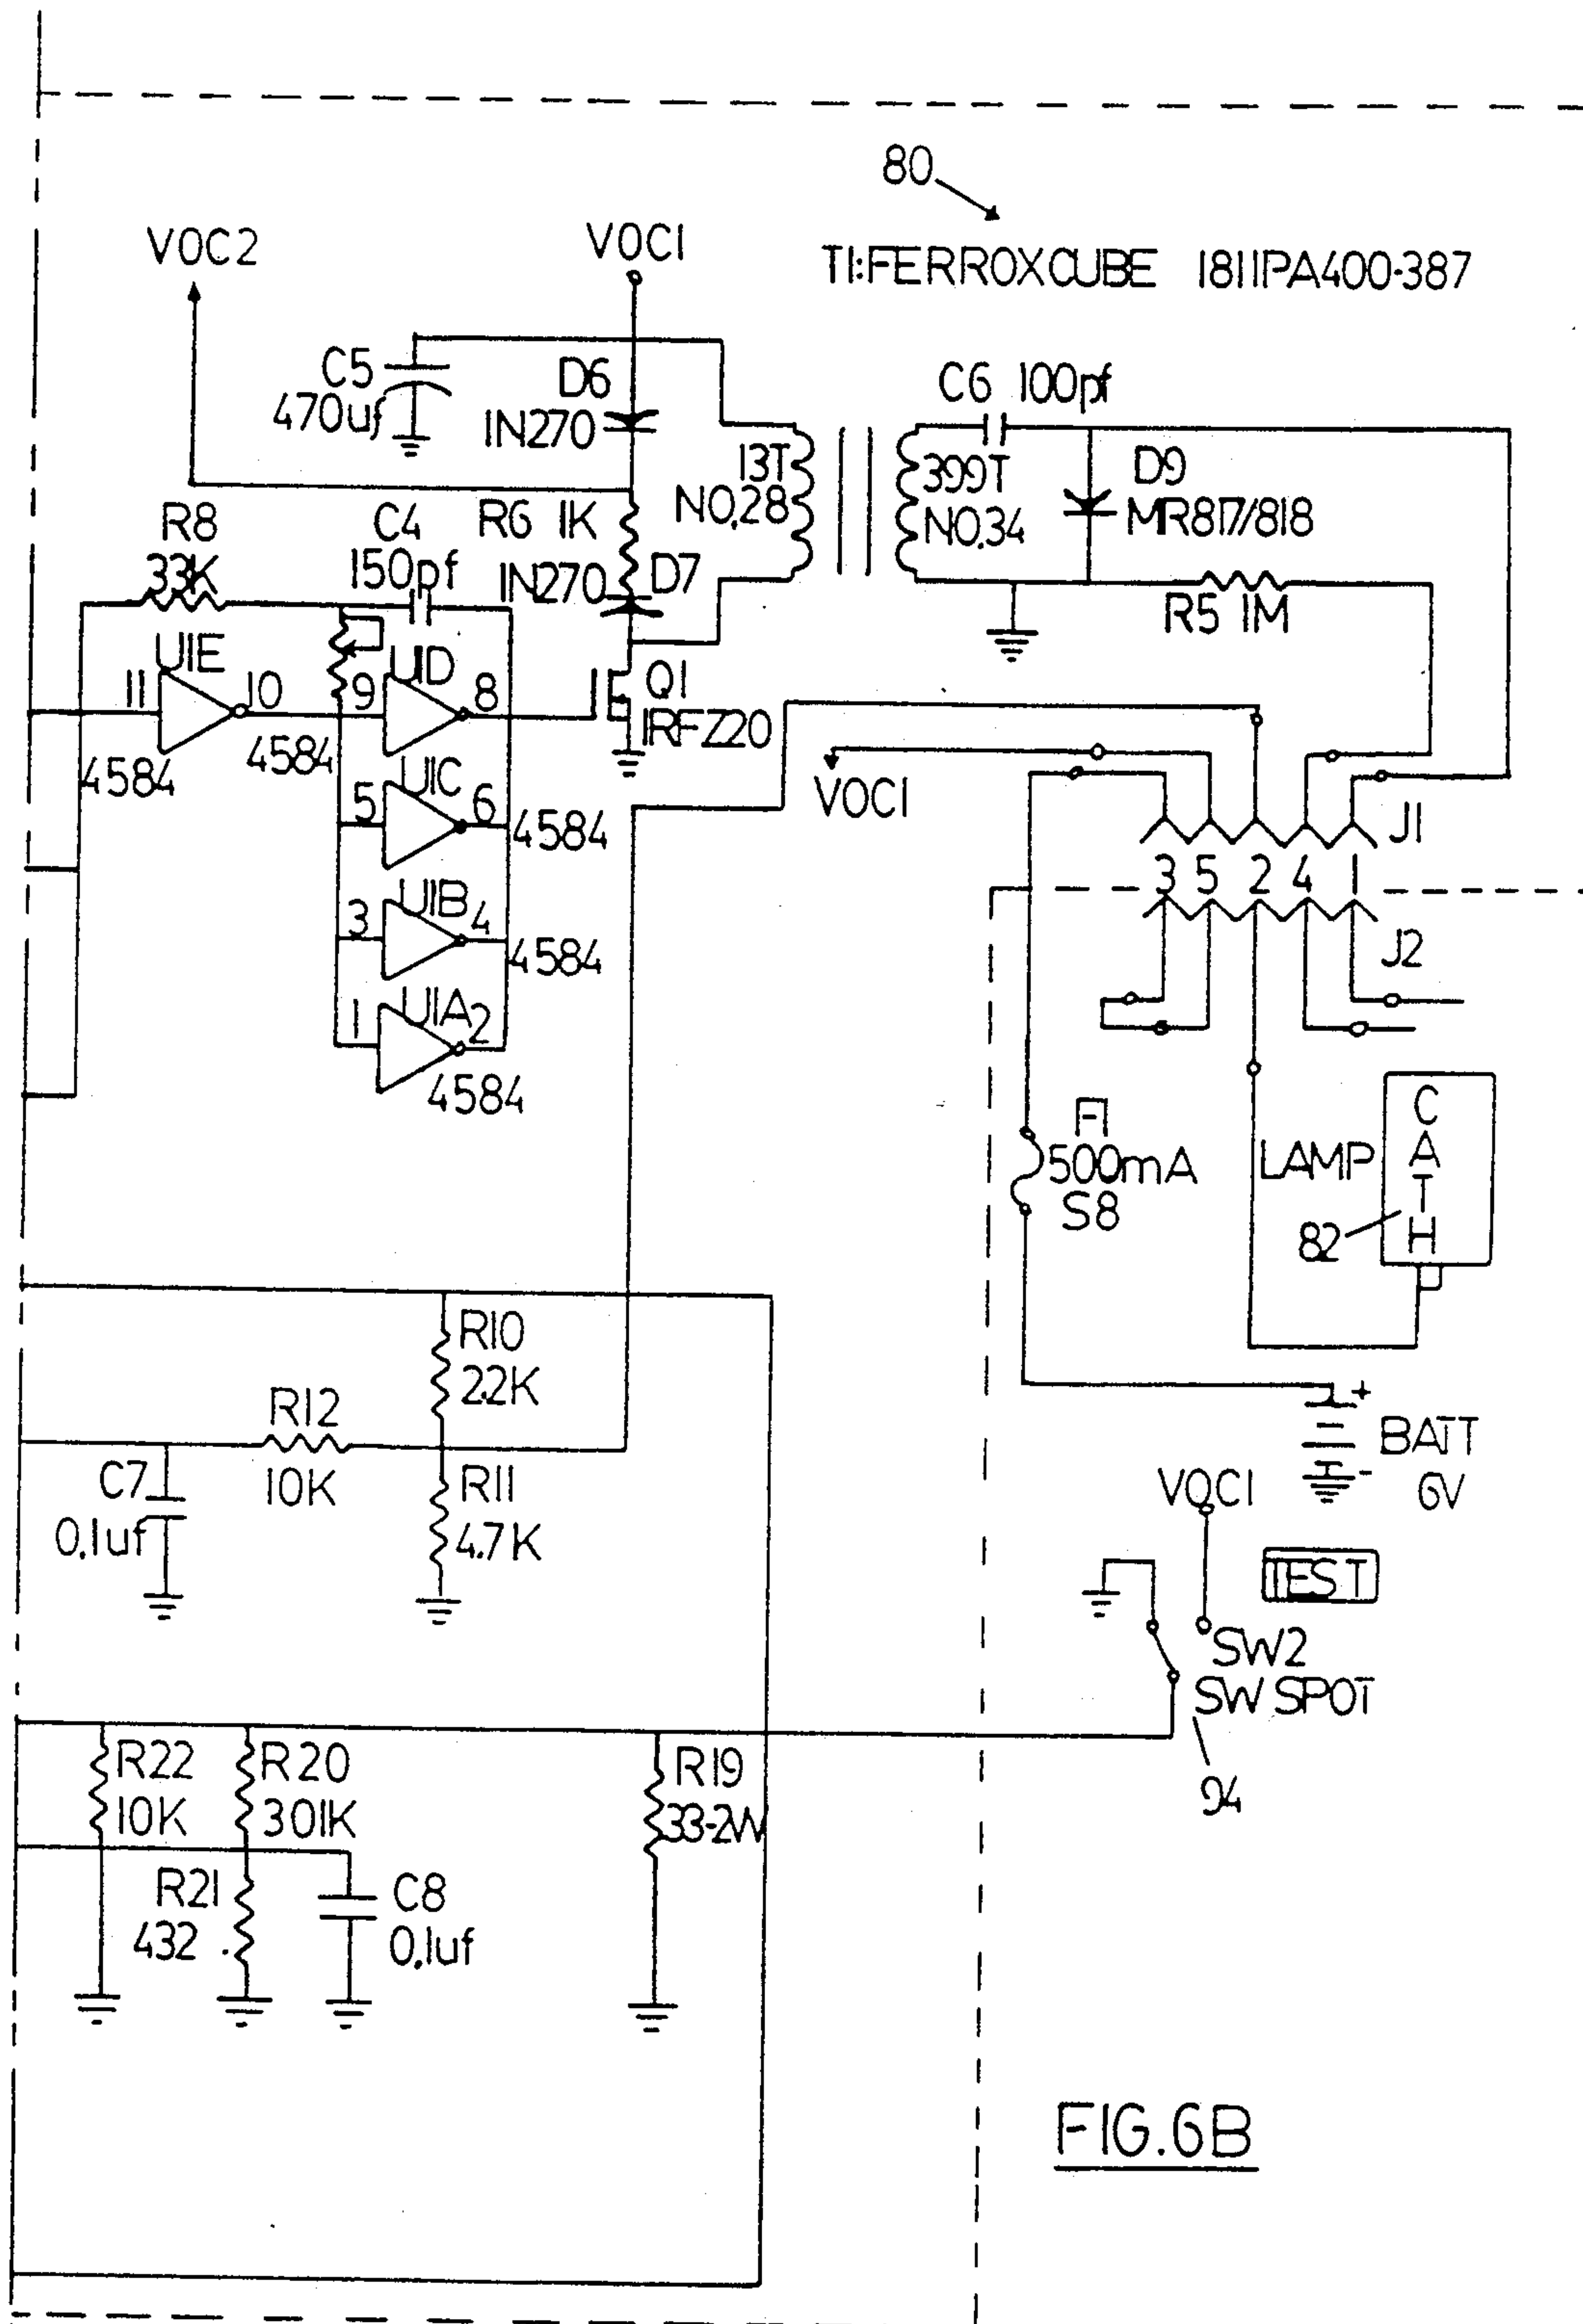 80
VOC2
VOC1
T1:FERROXCUBE 1811PA400-387
C5
470uf
D6
1N270
C6 100pf
13T
NO.28
399T
NO.34
D9
MR817/818
R8
33K
C4
150pf
R6 1K
1N270 D7
R5 1M
U1E
11
10
4584
4584
U1D
9
8
Q1
IRFZ20
U1C
5
6
4584
VOC1
J1
3 5 2 4 1
U1B
3
4
4584
J2
U1A
1
2
4584
F1
500mA
S8
LAMP
CATH
82
R10
2.2K
R12
10K
BATT
6V
+
-
C7
0.1uf
R11
4.7K
VOC1
TEST
SW2
SW SPOT
94
R22
10K
R20
301K
R19
33-2W
R21
432
C8
0.1uf
FIG.6B